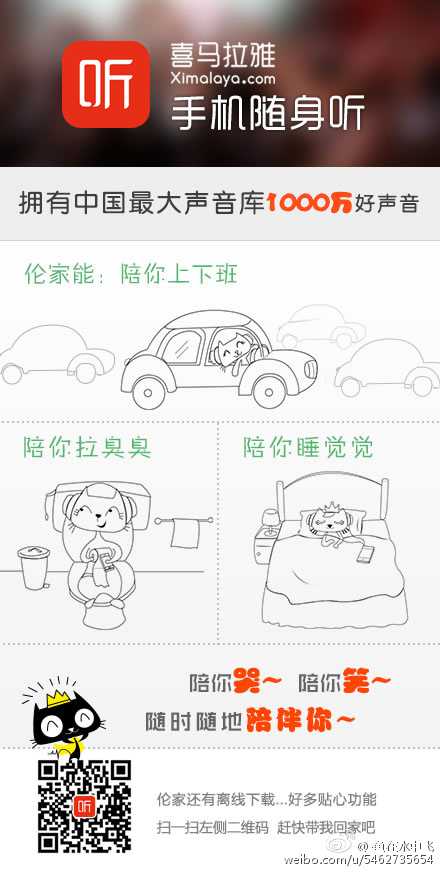 听
喜马拉雅
Ximalaya.com
手机随身听
拥有中国最大声音库1000万好声音
伦家能：陪你上下班
陪你拉臭臭
陪你睡觉觉
陪你哭~ 陪你笑~
随时随地陪伴你~
听
伦家还有离线下载...好多贴心功能
扫一扫左侧二维码 赶快带我回家吧
weibo.com/u/5462735654